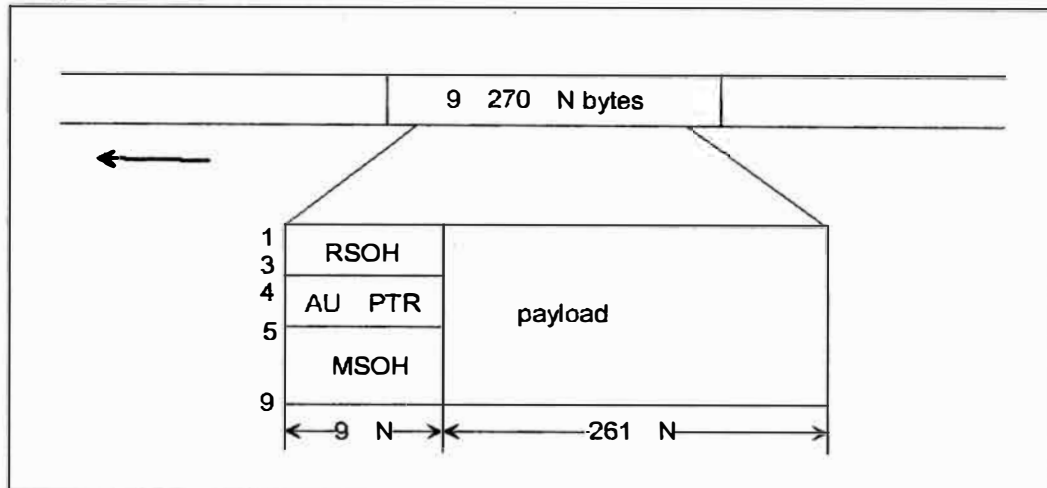 9 270 N bytes
1
RSOH
3
4
AU PTR
payload
5
MSOH
9
9 N
261 N